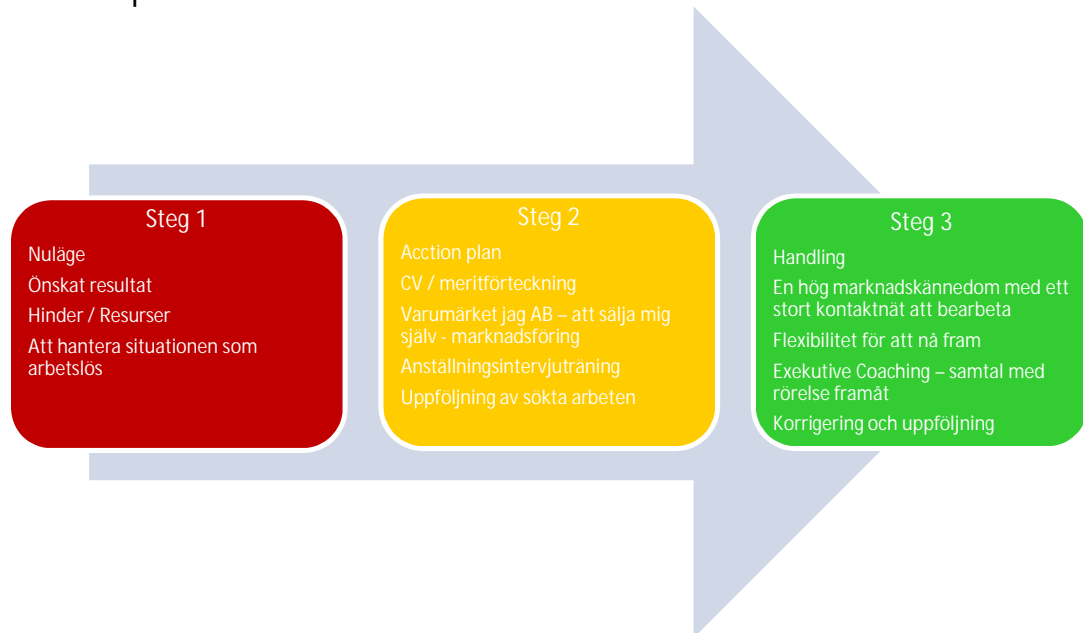 Steg 1
Nuläge
Önskat resultat
Hinder / Resurser
Att hantera situationen som
arbetslös
Steg 2
Acction plan
CV / meritförteckning
Varumärket jag AB – att sälja mig
själv - marknadsföring
Anställningsintervjuträning
Uppföljning av sökta arbeten
Steg 3
Handling
En hög marknadskännedom med ett
stort kontaktnät att bearbeta
Flexibilitet för att nå fram
Exekutive Coaching – samtal med
rörelse framåt
Korrigering och uppföljning